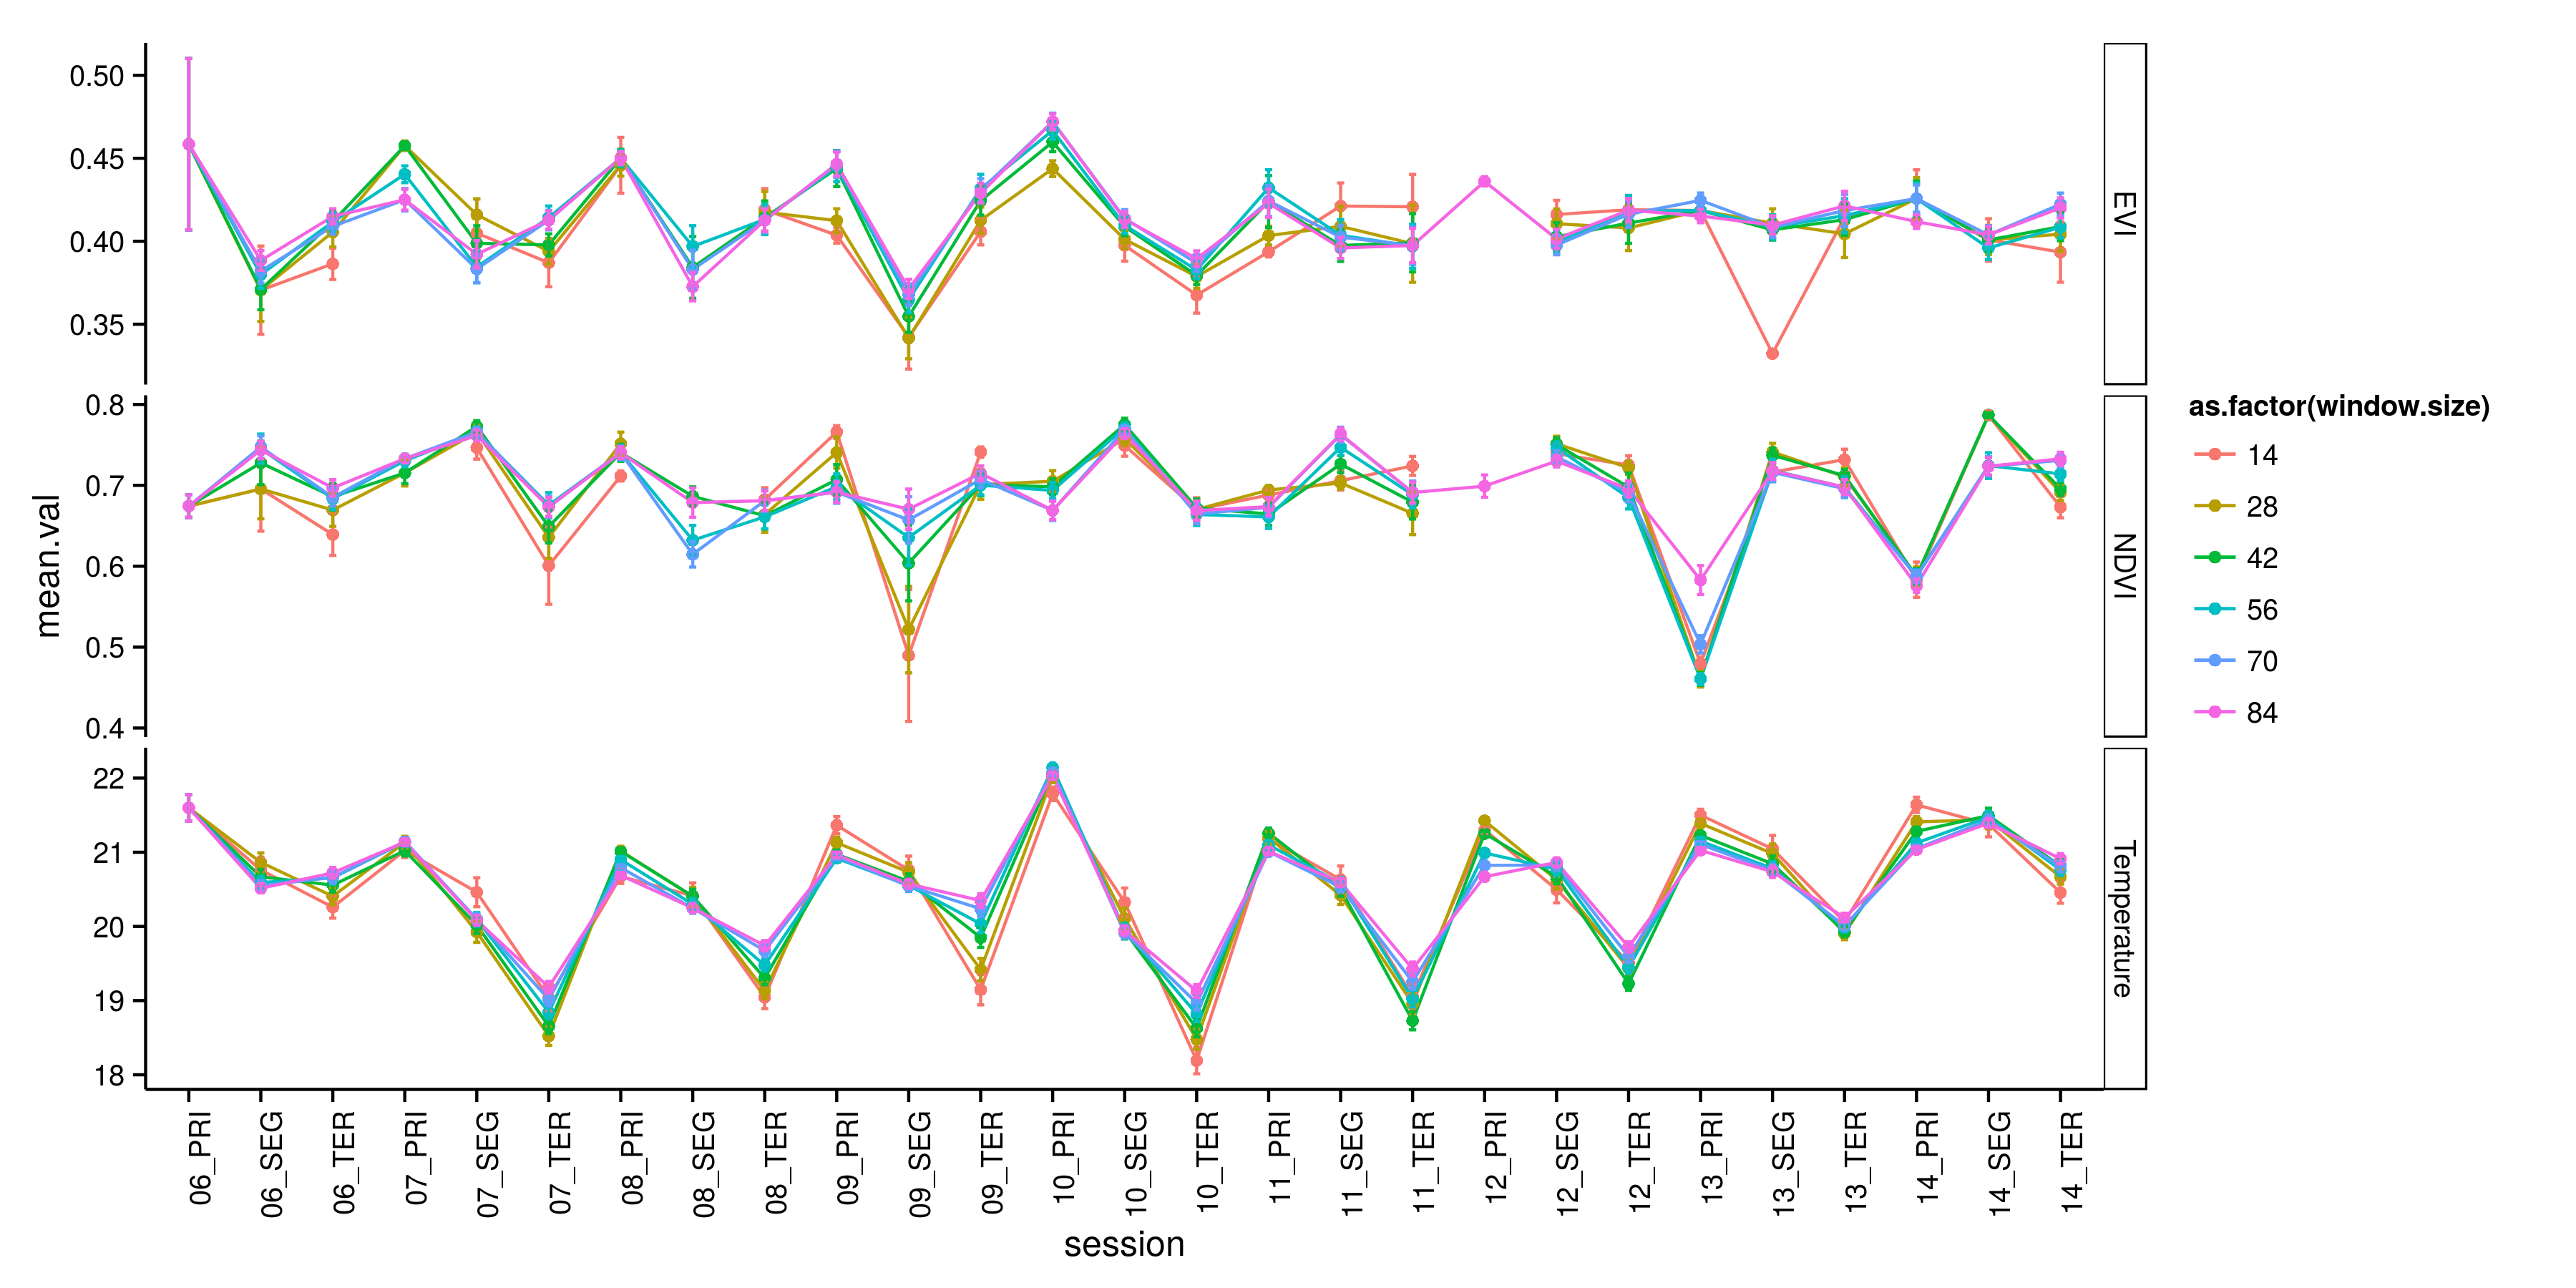 0.50
0.45
0.40
0.35
EVI
0.8
0.7
0.6
0.5
0.4
NDVI
22
21
20
19
18
Temperature
mean.val
06_PRI
06_SEG
06_TER
07_PRI
07_SEG
07_TER
08_PRI
08_SEG
08_TER
09_PRI
09_SEG
09_TER
10_PRI
10_SEG
10_TER
11_PRI
11_SEG
11_TER
12_PRI
12_SEG
12_TER
13_PRI
13_SEG
13_TER
14_PRI
14_SEG
14_TER
session
as.factor(window.size)
14
28
42
56
70
84